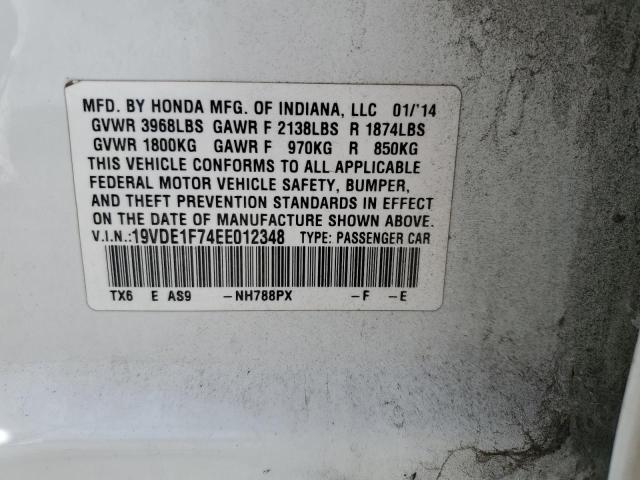 MFD. BY HONDA MFG. OF INDIANA, LLC 01/'14
GVWR 3968LBS GAWR F 2138LBS R 1874LBS
GVWR 1800KG GAWR F 970KG R 850KG
THIS VEHICLE CONFORMS TO ALL APPLICABLE
FEDERAL MOTOR VEHICLE SAFETY, BUMPER,
AND THEFT PREVENTION STANDARDS IN EFFECT
ON THE DATE OF MANUFACTURE SHOWN ABOVE.
V.I.N.:19VDE1F74EE012348 TYPE: PASSENGER CAR
TX6 E AS9 -NH788PX -F -E